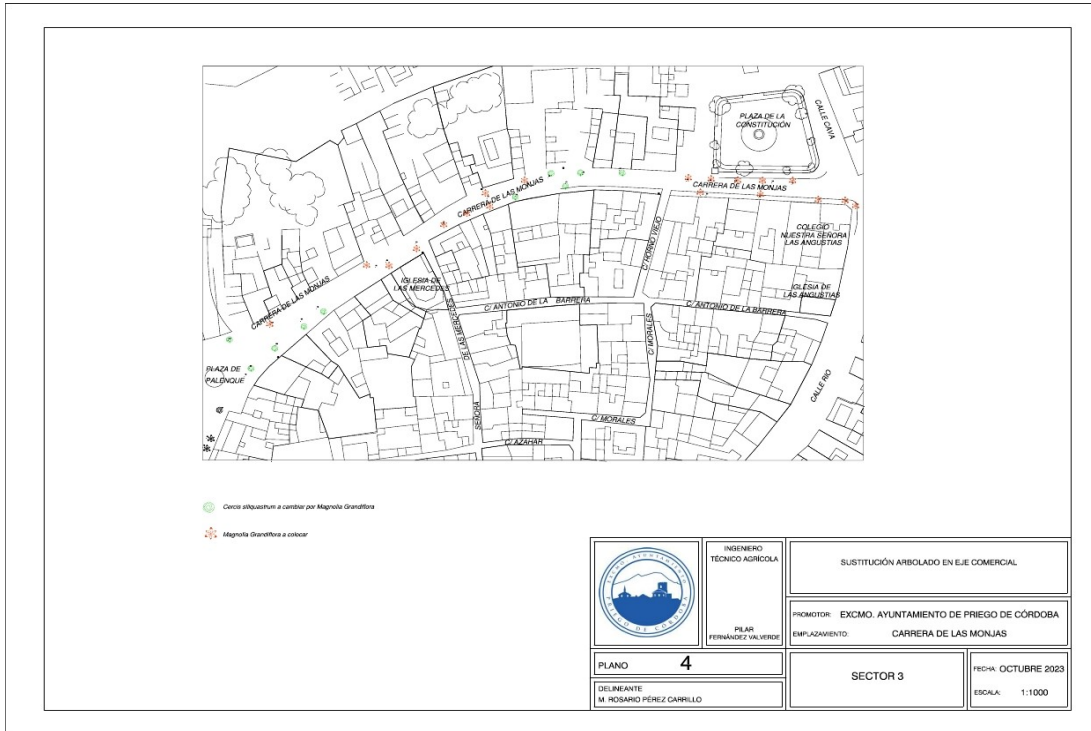 PLAZA DE LA
CONSTITUCIÓN
CALLE CAVA
CARRERA DE LAS MONJAS
CARRERA DE LAS MONJAS
C/ HORNO VIEJO
COLEGIO
NUESTRA SEÑORA
LAS ANGUSTIAS
IGLESIA DE
LAS MERCEDES
CARRERA DE LAS MONJAS
IGLESIA DE
LAS ANGUSTIAS
C/ ANTONIO DE LA BARRERA
C/ ANTONIO DE LA BARRERA
SEÑORA DE LAS MERCEDES
C/ MORALES
PLAZA DE
PALENQUE
CALLE RIO
C/ MORALES
C/ AZAHAR
Cercis siliquastrum a cambiar por Magnolia Grandiflora
Magnolia Grandiflora a colocar
EXCMO. AYUNTAMIENTO
PRIEGO DE CÓRDOBA
INGENIERO
TÉCNICO AGRÍCOLA
PILAR
FERNÁNDEZ VALVERDE
SUSTITUCIÓN ARBOLADO EN EJE COMERCIAL
PROMOTOR: EXCMO. AYUNTAMIENTO DE PRIEGO DE CÓRDOBA
EMPLAZAMIENTO: CARRERA DE LAS MONJAS
PLANO 4
DELINEANTE
M. ROSARIO PÉREZ CARRILLO
SECTOR 3
FECHA: OCTUBRE 2023
ESCALA: 1:1000